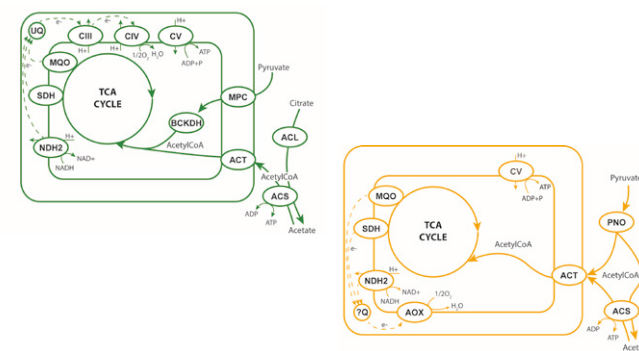 H+
UQ
e-
CIII
e-
CIV
CV
H+
H+
1/2O2
H2O
ADP+P
ATP
e-
MQO
Pyruvate
SDH
TCA
CYCLE
MPC
Citrate
BCKDH
ACL
NDH2
H+
NAD+
NADH
AcetylCoA
ACT
AcetylCoA
ACS
ADP
ATP
Acetate
H+
CV
ATP
ADP+P
Pyruvate
MQO
PNO
SDH
TCA
CYCLE
e-
AcetylCoA
NDH2
H+
NAD+
NADH
ACT
AcetylCoA
?Q
e-
AOX
1/2O2
H2O
ACS
ADP
ATP
Aceta